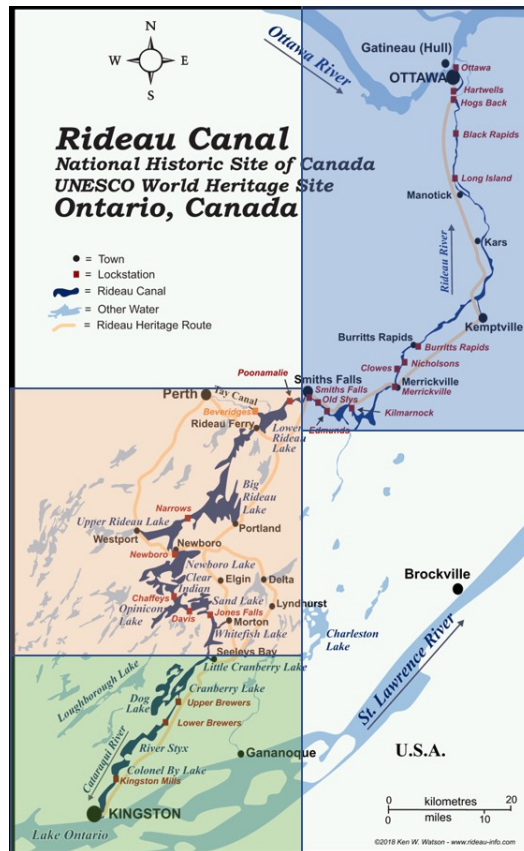 N
W E
S
Ottawa River
Gatineau (Hull)
OTTAWA
Ottawa
Hartwells
Hogs Back
Black Rapids
Long Island
Manotick
Rideau River
Kars
Kemptville
Rideau Canal
National Historic Site of Canada
UNESCO World Heritage Site
Ontario, Canada
= Town
= Lockstation
= Rideau Canal
= Other Water
= Rideau Heritage Route
Burritts Rapids
Burritts Rapids
Nicholsons
Clowes
Merrickville
Merrickville
Kilmarnock
Edmunds
Old Slys
Smiths Falls
Smiths Falls
Poonamalie
Perth
Tay Canal
Beveridges
Rideau Ferry
Lower
Rideau
Lake
Big
Rideau
Lake
Narrows
Upper Rideau Lake
Westport
Portland
Newboro
Newboro
Newboro Lake
Clear
Indian
Elgin
Delta
Chaffeys
Opinicon
Lake
Sand Lake
Lyndhurst
Davis
Jones Falls
Morton
Whitefish Lake
Seeleys Bay
Little Cranberry Lake
Charleston
Lake
Brockville
St. Lawrence River
Loughborough Lake
Cranberry Lake
Dog
Lake
Upper Brewers
Lower Brewers
Cataraqui River
River Styx
Gananoque
Colonel By Lake
Kingston Mills
KINGSTON
Lake Ontario
U.S.A.
kilometres
0 20
0 10
miles
©2018 Ken W. Watson - www.rideau-info.com